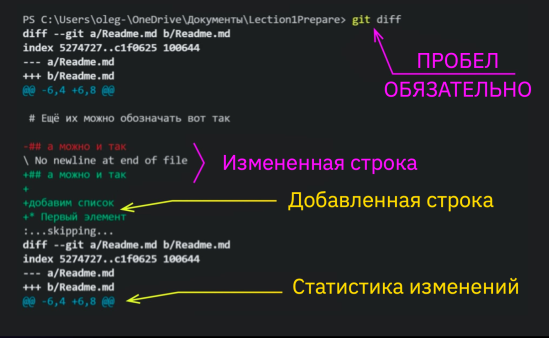 PS C:\Users\oleg-\OneDrive\Документы\Lection1Prepare> git diff
diff --git a/Readme.md b/Readme.md
index 5274727..c1f0625 100644
--- a/Readme.md
+++ b/Readme.md
@@ -6,4 +6,8 @@
ПРОБЕЛ
ОБЯЗАТЕЛЬНО
# Ещё их можно обозначать вот так
-## а можно и так
\ No newline at end of file
+## а можно и так
Измененная строка
+
+добавим список
+* Первый элемент
Добавленная строка
:...skipping...
diff --git a/Readme.md b/Readme.md
index 5274727..c1f0625 100644
--- a/Readme.md
+++ b/Readme.md
@@ -6,4 +6,8 @@
Статистика изменений